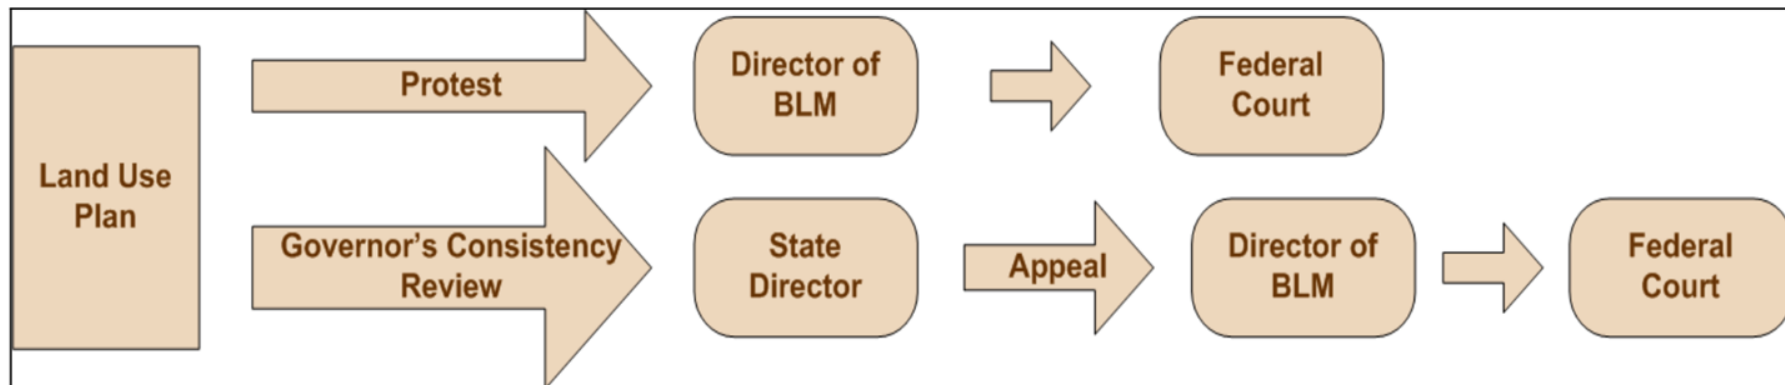 Land Use
Plan
Protest
Director of
BLM
Federal
Court
Governor’s Consistency
Review
State
Director
Appeal
Director of
BLM
Federal
Court